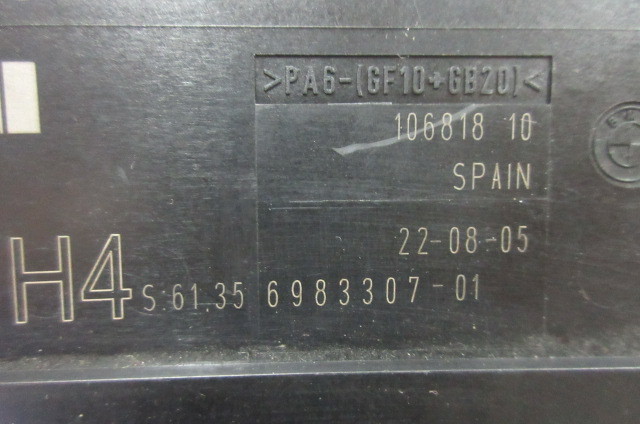 >PA6-(GF10+GB20)<
106818 10
SPAIN
22-08-05
H4 S:61.35 6983307-01